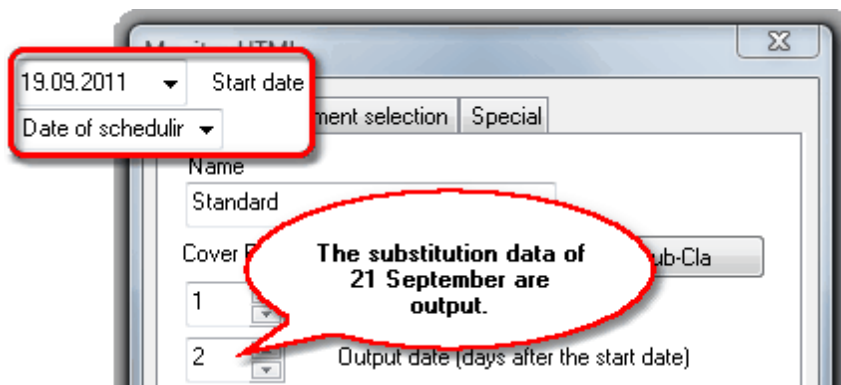 19.09.2011 Start date
Date of schedulir
ment selection Special
Name
Standard
Cover
The substitution data of
21 September are
output.
ub-Cla
1
2 Output date (days after the start date)